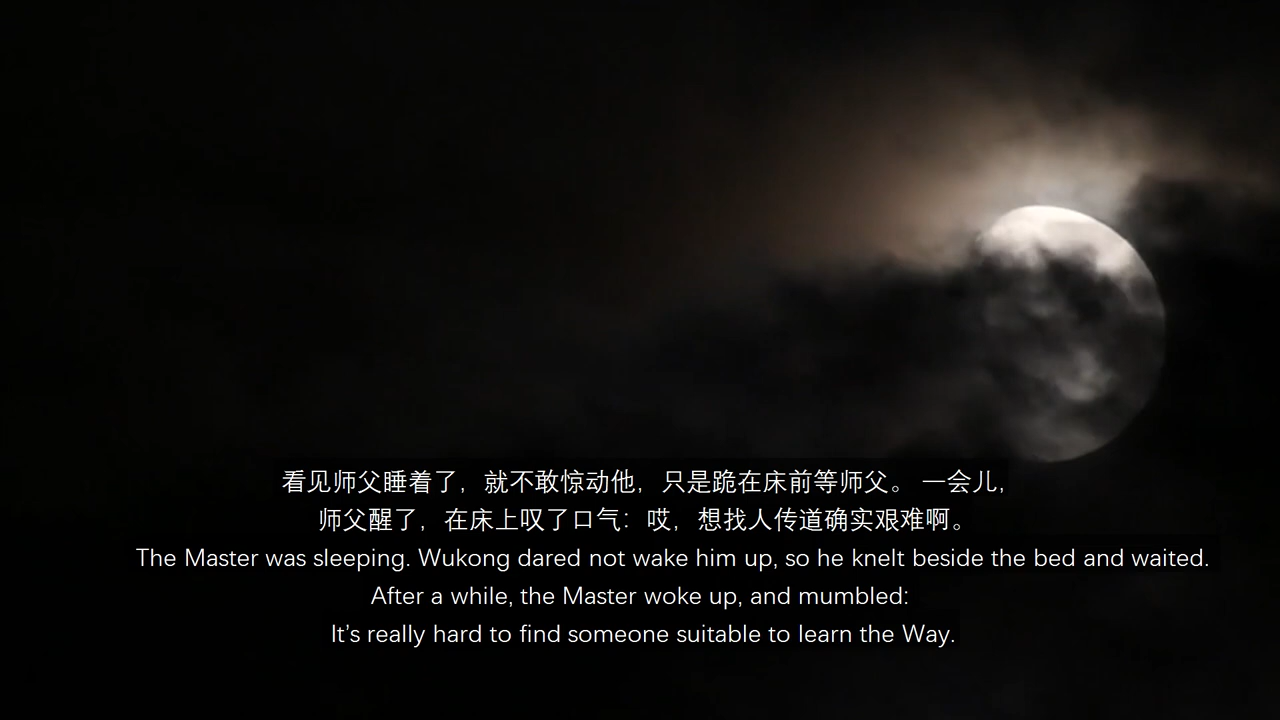 看见师父睡着了，就不敢惊动他，只是跪在床前等师父。 一会儿，
师父醒了，在床上叹了口气：哎，想找人传道确实艰难啊。
The Master was sleeping. Wukong dared not wake him up, so he knelt beside the bed and waited.
After a while, the Master woke up, and mumbled:
It's really hard to find someone suitable to learn the Way.